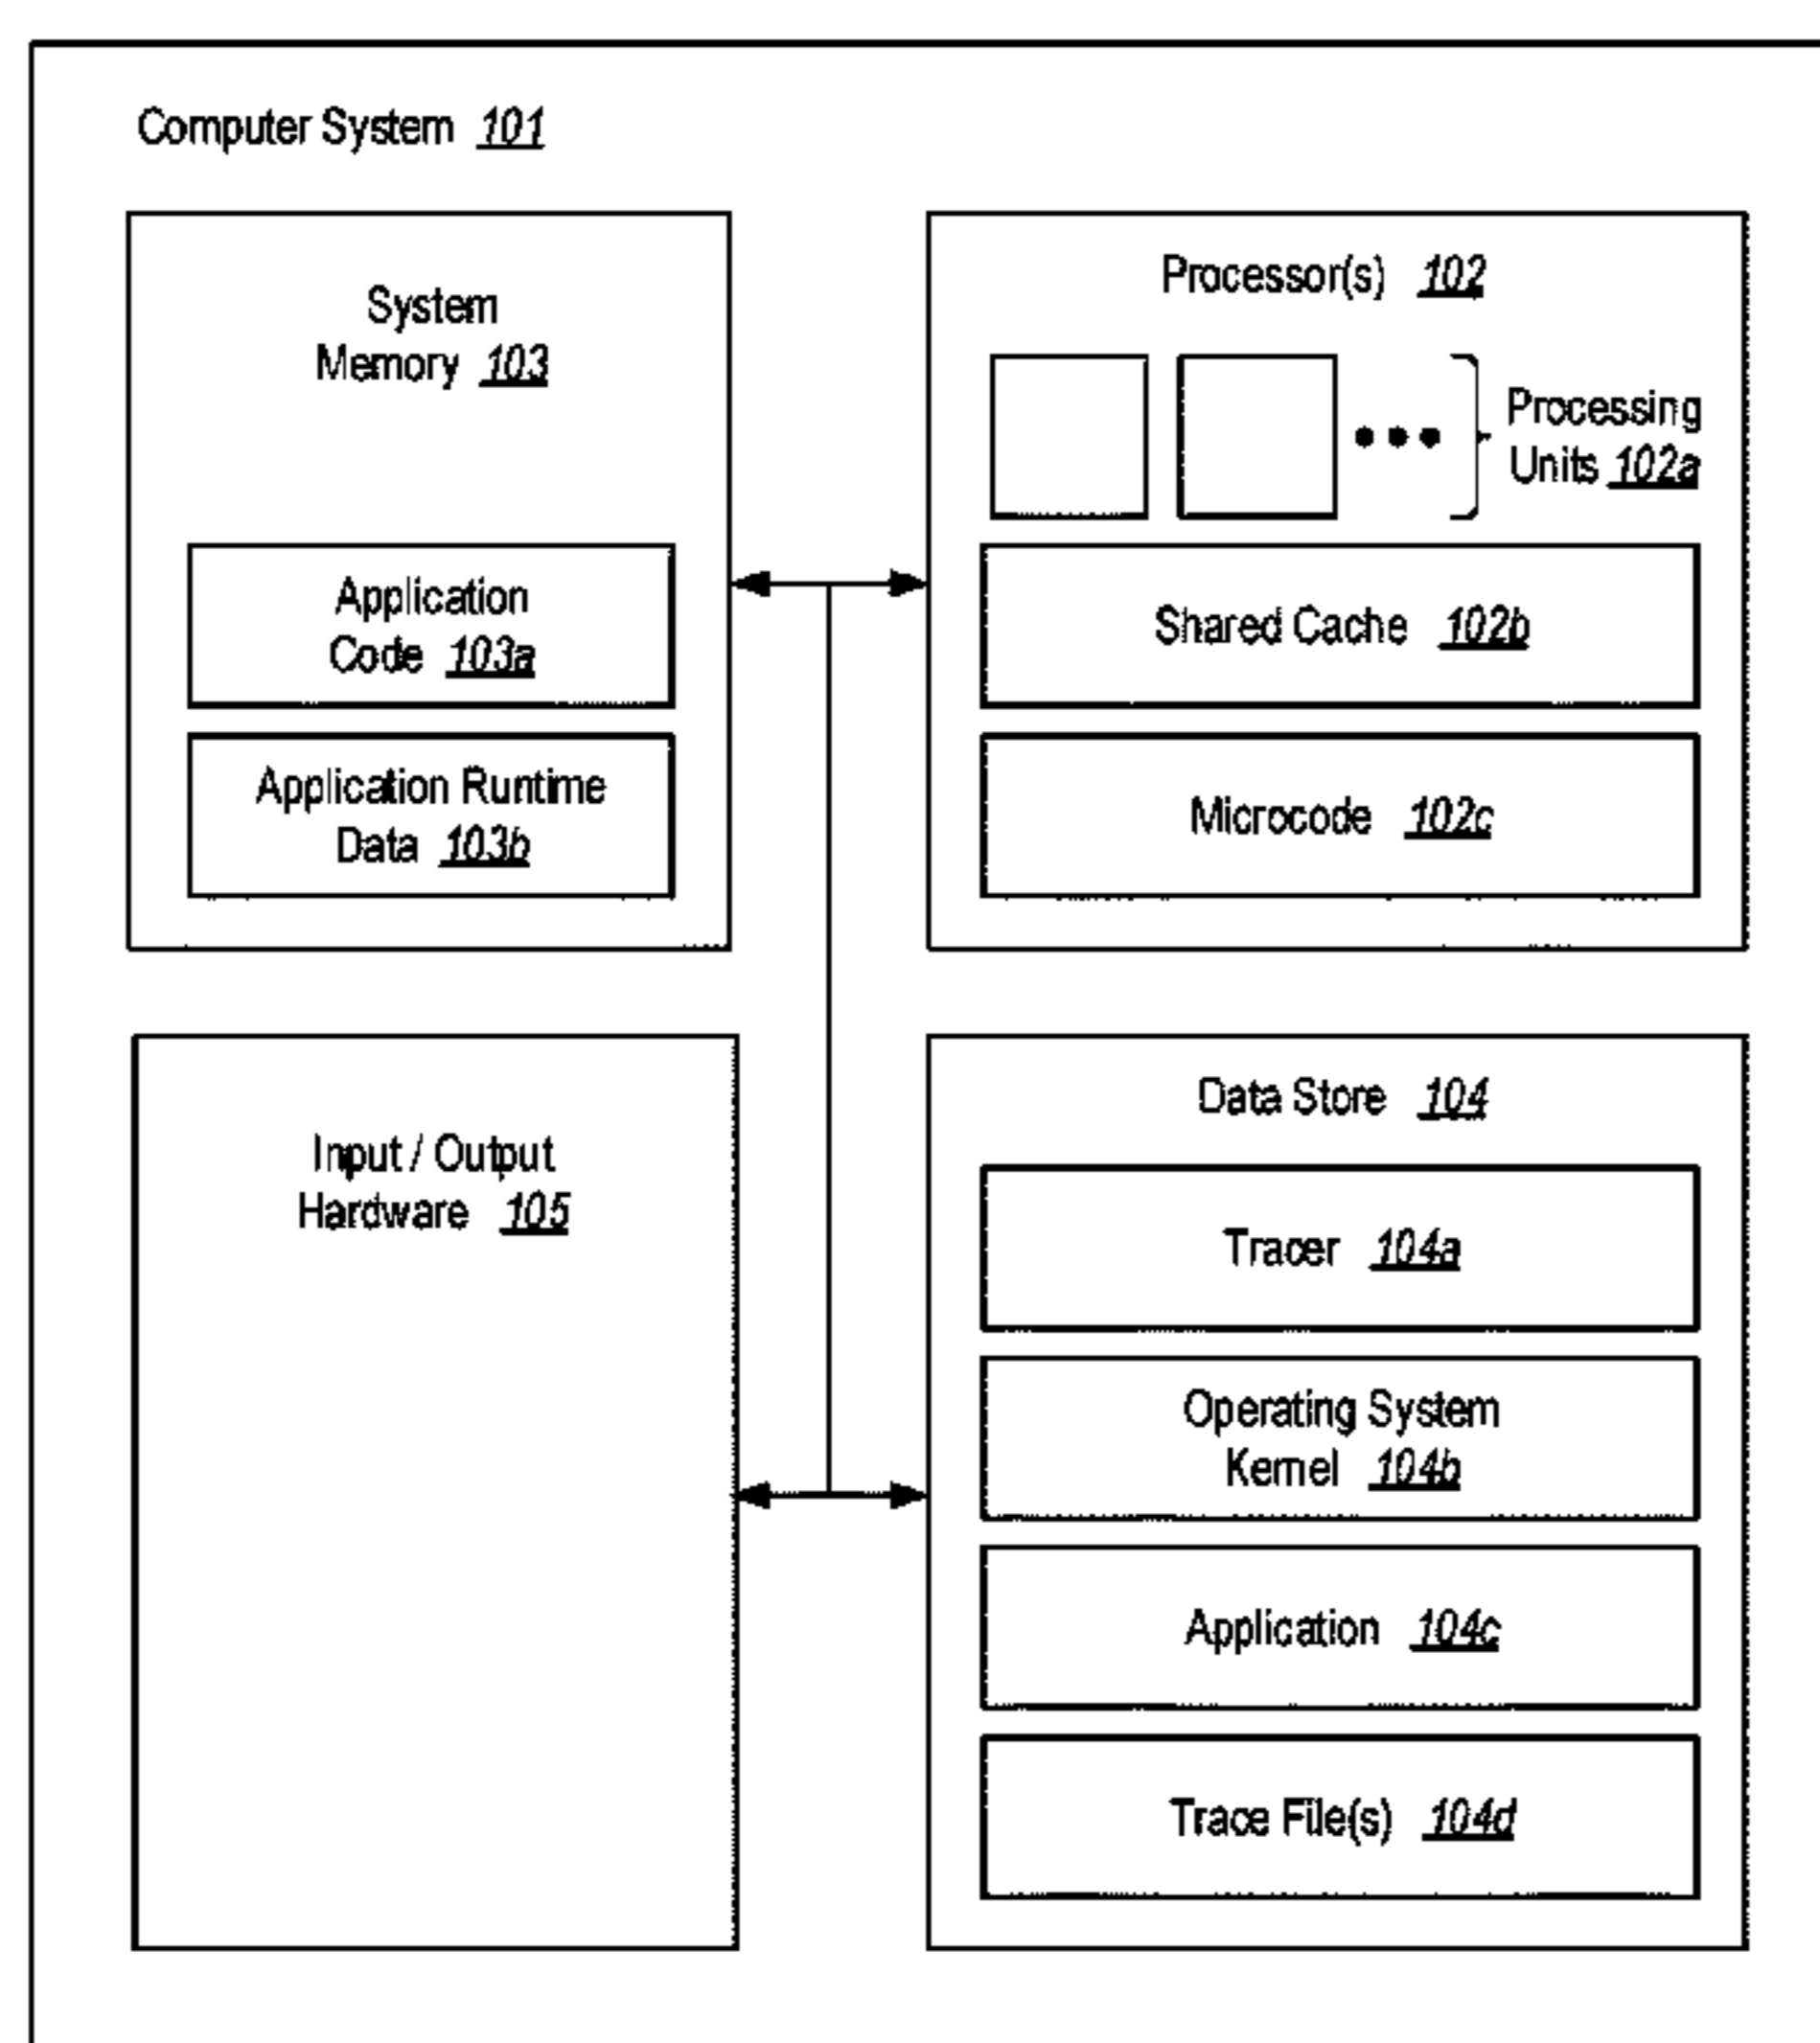 Computer System 101
System
Memory 103
Application
Code 103a
Application Runtime
Data 103b
Processor(s) 102
Processing
Units 102a
Shared Cache 102b
Microcode 102c
Input / Output
Hardware 105
Data Store 104
Tracer 104a
Operating System
Kernel 104b
Application 104c
Trace File(s) 104d